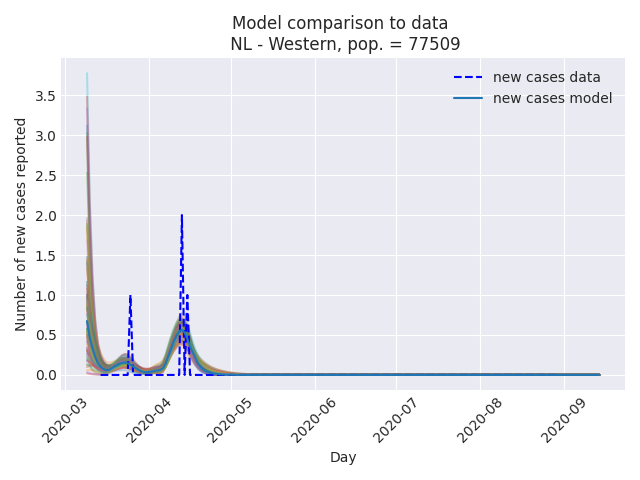 Model comparison to data
NL - Western, pop. = 77509
new cases data
new cases model
Number of new cases reported
3.5
3.0
2.5
2.0
1.5
1.0
0.5
0.0
2020-03
2020-04
2020-05
2020-06
2020-07
2020-08
2020-09
Day